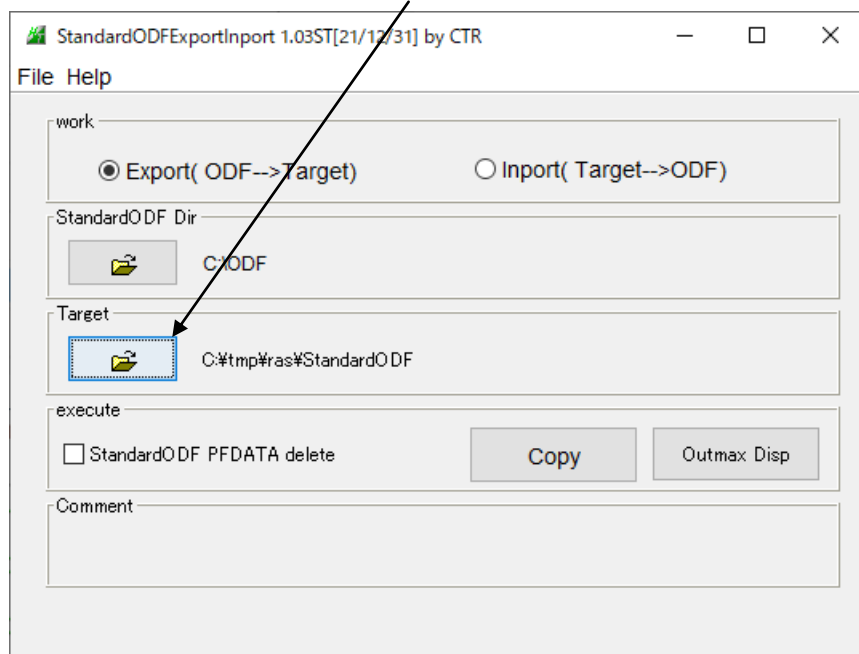 StandardODFExportInport 1.03ST[21/12/31] by CTR
File Help
work
Export( ODF-->Target)
Inport( Target-->ODF)
StandardODF Dir
C:\ODF
Target
C:¥tmp¥ras¥StandardODF
execute
StandardODF PFDATA delete
Copy
Outmax Disp
Comment